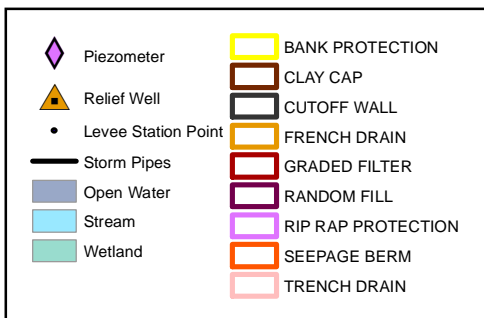 Piezometer
Relief Well
Levee Station Point
Storm Pipes
Open Water
Stream
Wetland
BANK PROTECTION
CLAY CAP
CUTOFF WALL
FRENCH DRAIN
GRADED FILTER
RANDOM FILL
RIP RAP PROTECTION
SEEPAGE BERM
TRENCH DRAIN